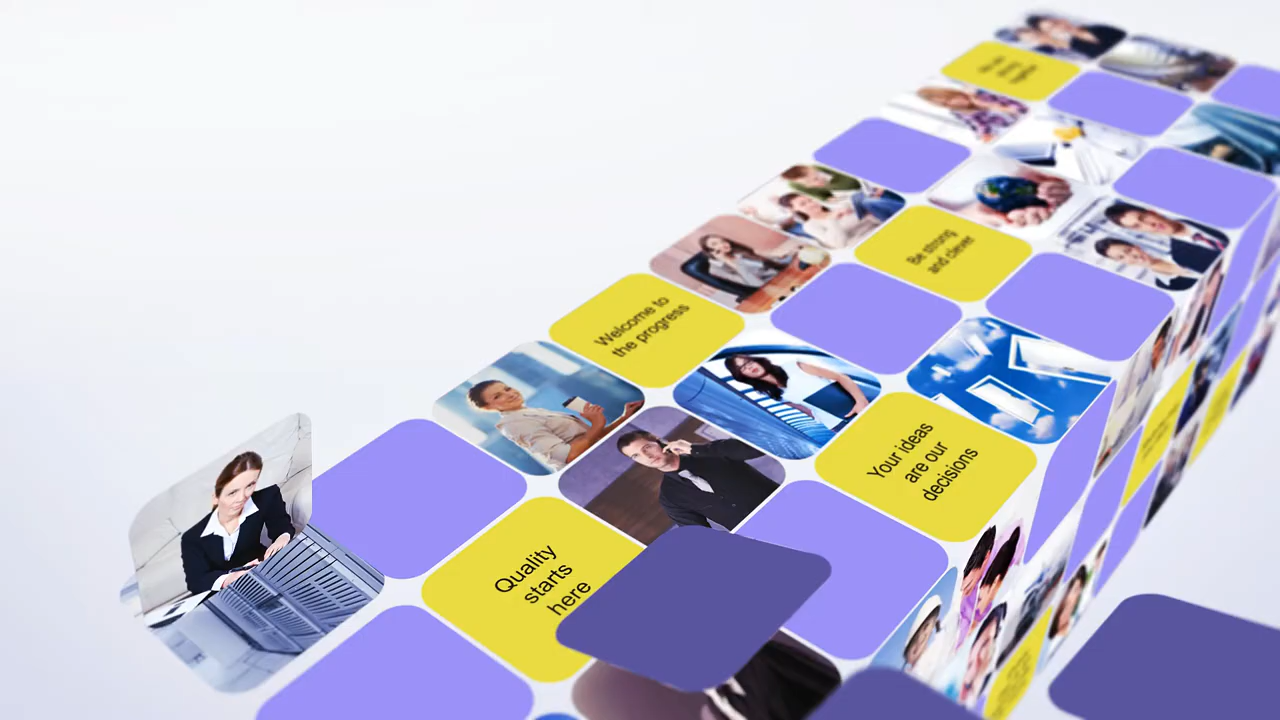 Be strong
and clever
Welcome to
the progress
Your ideas
are our
decisions
Quality
starts
here